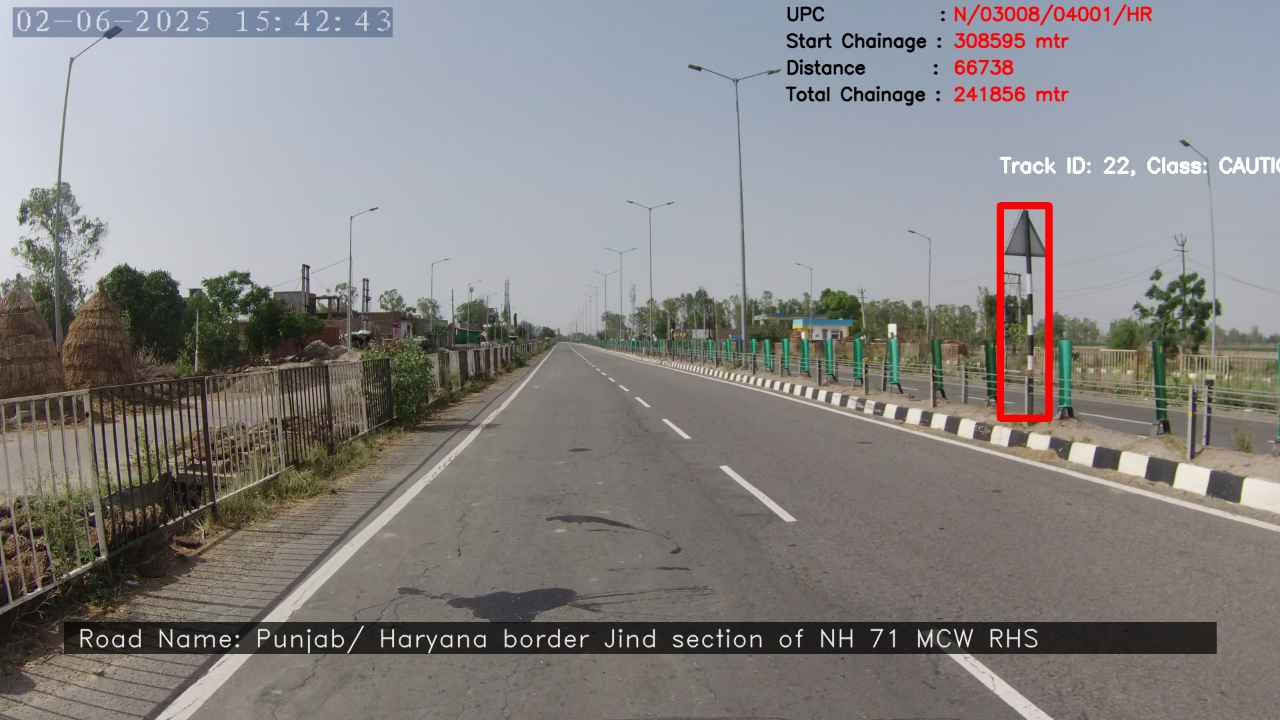 02-06-2025 15:42:43
UPC : N/03008/04001/HR
Start Chainage : 308595 mtr
Distance : 66738
Total Chainage : 241856 mtr
Track ID: 22, Class: CAUTI
Road Name: Punjab/ Haryana border Jind section of NH 71 MCW RHS